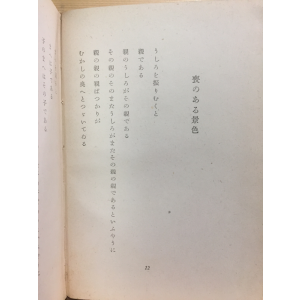 喪のある景色
うしろを振りむくと
親である
親のうしろがその親である
その親のそのまたうしろがまたその親の親であるといふやうに
親の親の親ばつかりが
むかしの奧へとつづいてゐる
12